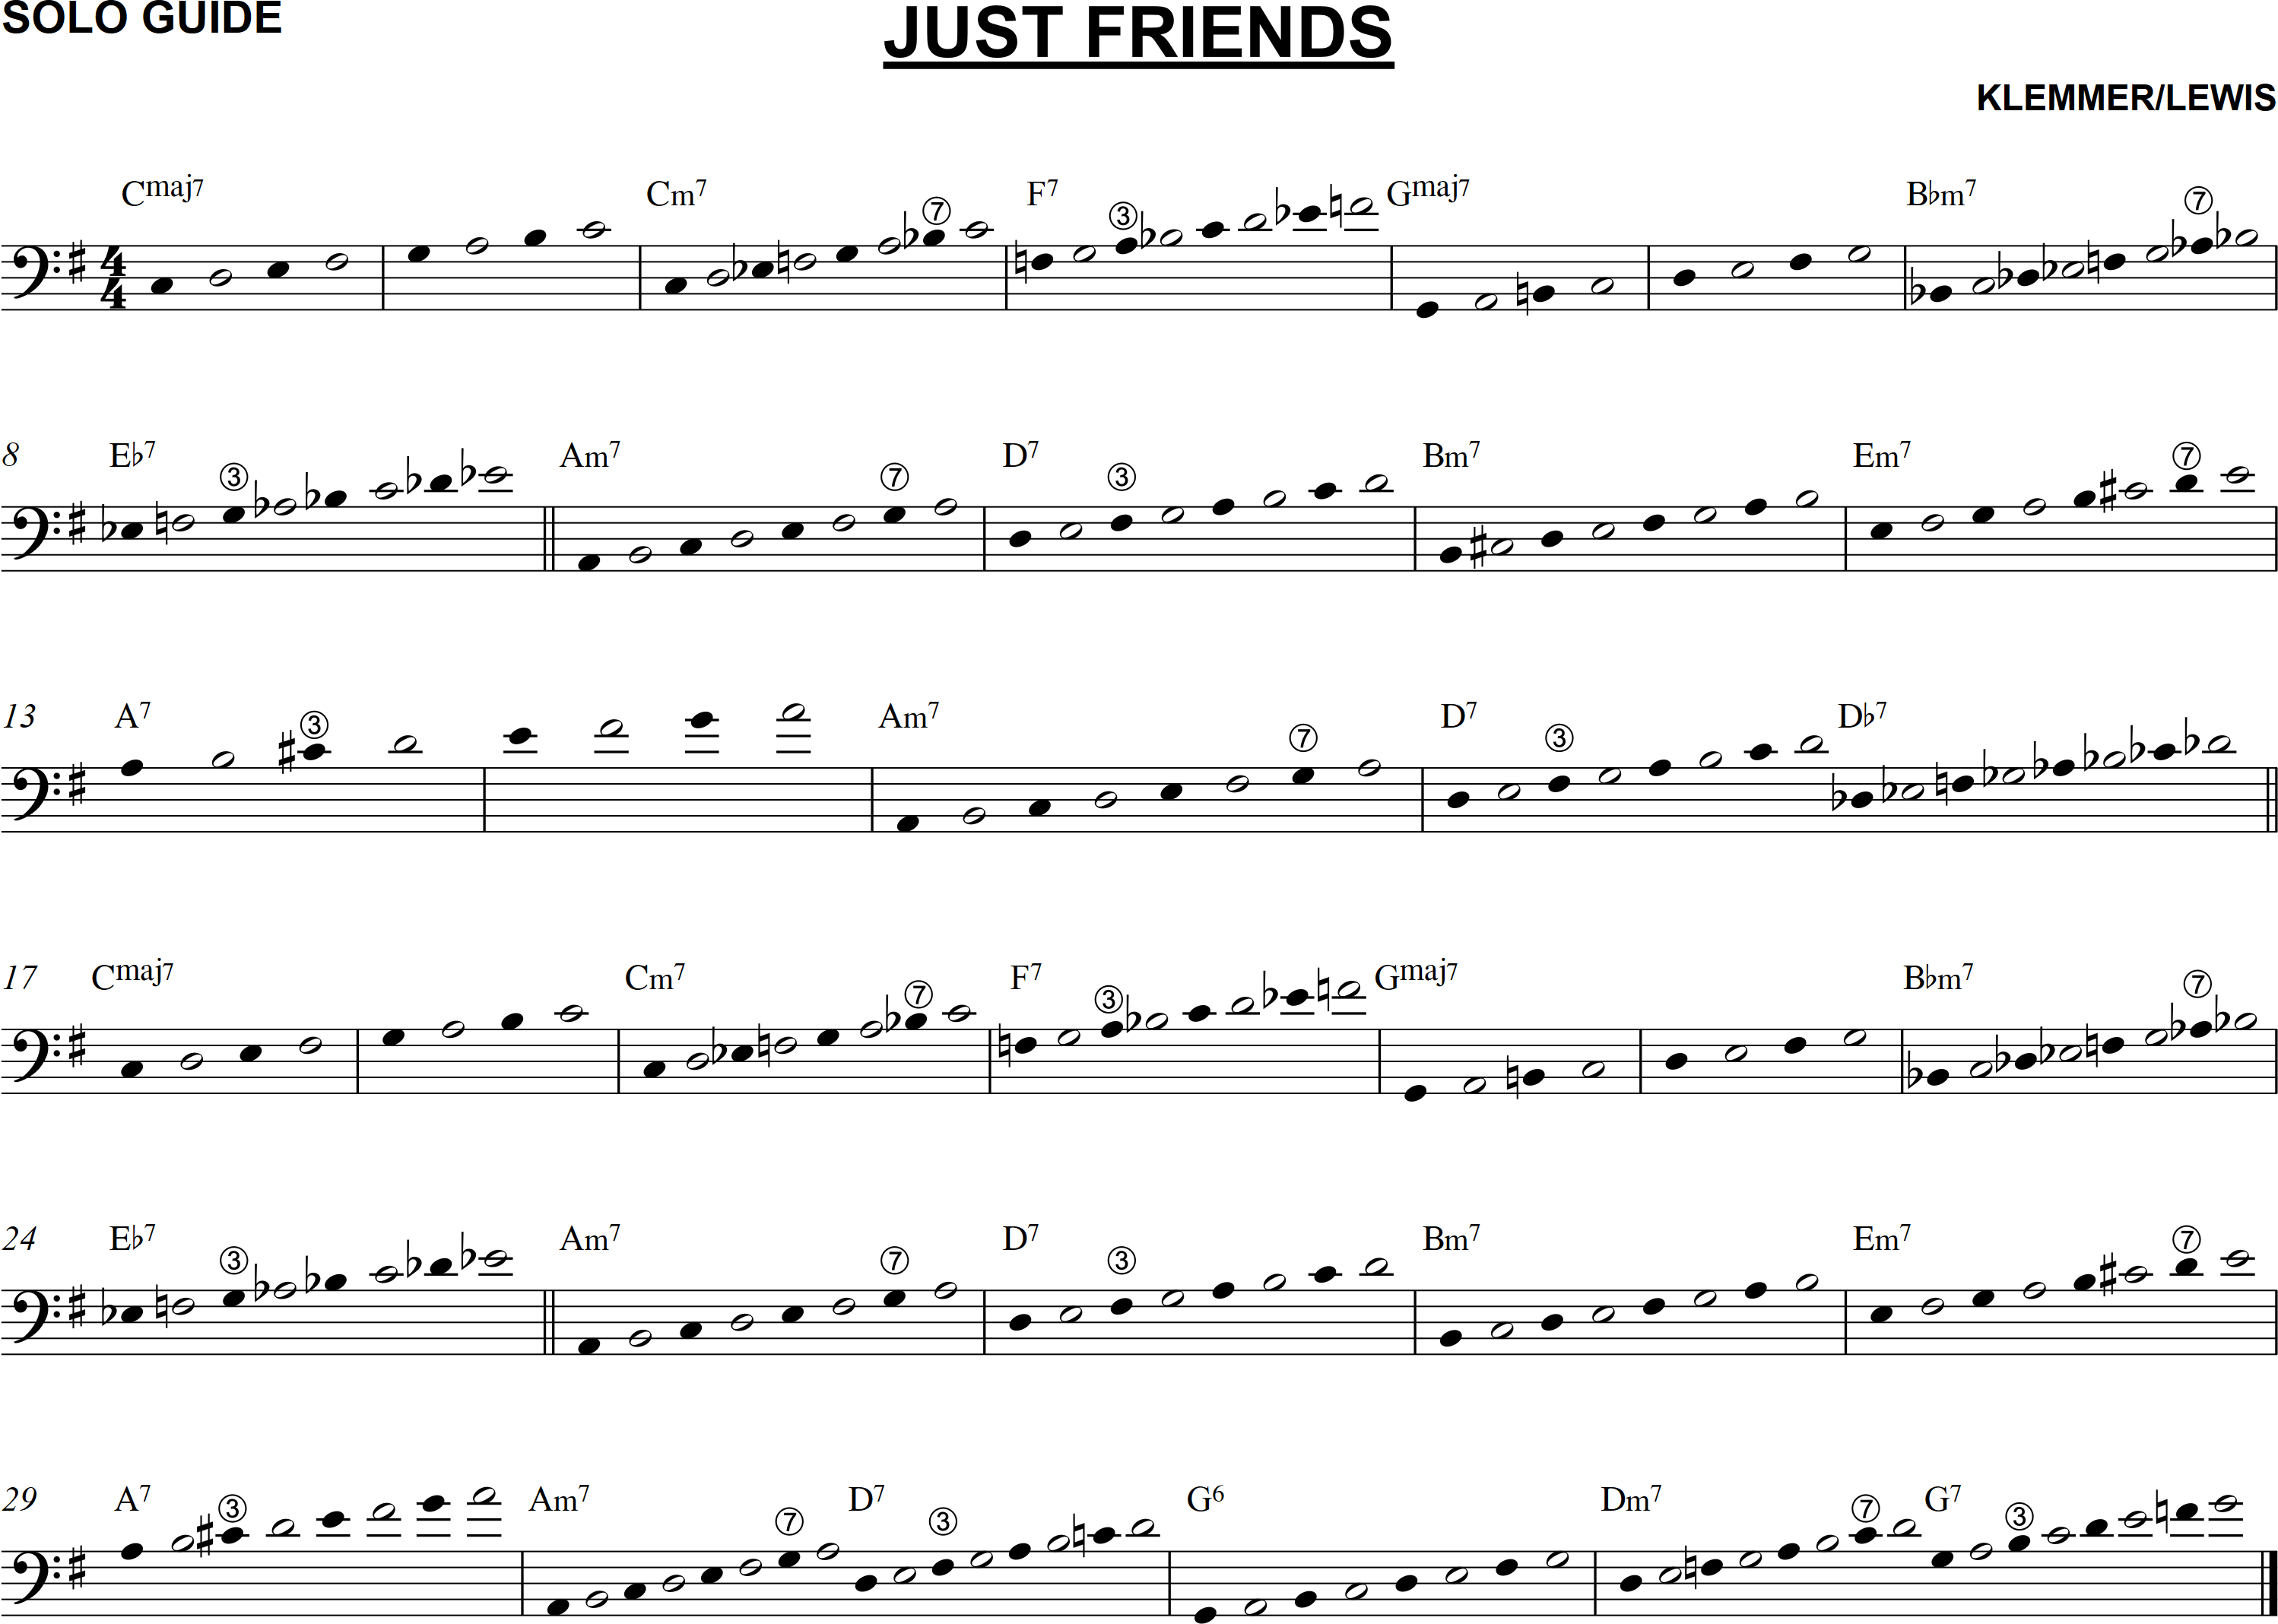 SOLO GUIDE
JUST FRIENDS
KLEMMER/LEWIS
Cmaj7 Cm7 F7 Gmaj7 B♭m7
⑦ ③ ⑦
4
4
8 E♭7 Am7 D7 Bm7 Em7
③ ⑦ ③ ⑦
13 A7 Am7 D7 D♭7
③ ⑦ ③
17 Cmaj7 Cm7 F7 Gmaj7 B♭m7
⑦ ③ ⑦
24 E♭7 Am7 D7 Bm7 Em7
③ ⑦ ③ ⑦
29 A7 Am7 D7 G6 Dm7 G7
③ ⑦ ③ ⑦ ③